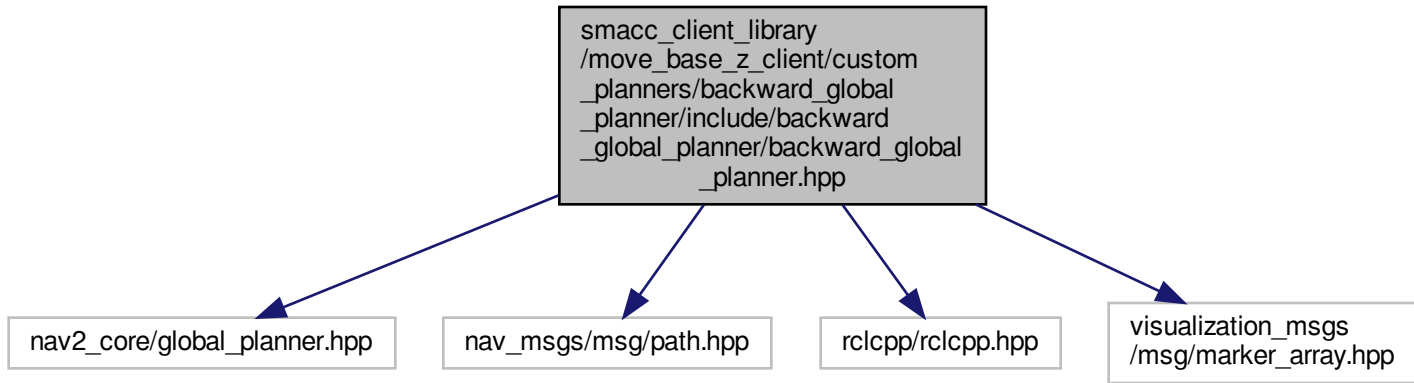 smacc_client_library
/move_base_z_client/custom
_planners/backward_global
_planner/include/backward
_global_planner/backward_global
_planner.hpp
nav2_core/global_planner.hpp
nav_msgs/msg/path.hpp
rclcpp/rclcpp.hpp
visualization_msgs
/msg/marker_array.hpp